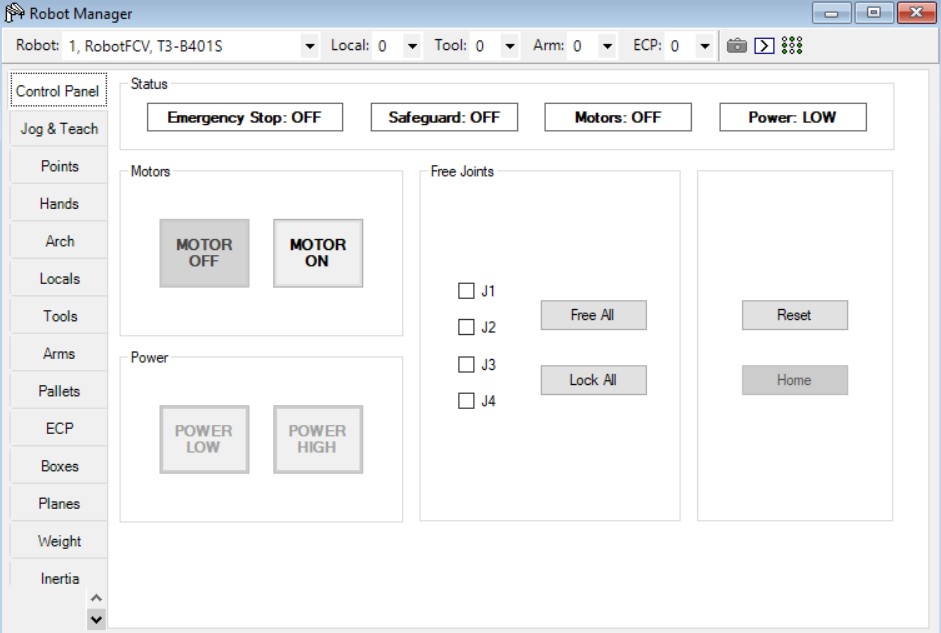 Robot Manager
Robot: 1, RobotFCV, T3-B401S Local: 0 Tool: 0 Arm: 0 ECP: 0
Control Panel
Jog & Teach
Points
Hands
Arch
Locals
Tools
Arms
Pallets
ECP
Boxes
Planes
Weight
Inertia
Status
Emergency Stop: OFF Safeguard: OFF Motors: OFF Power: LOW
Motors
MOTOR
OFF
MOTOR
ON
Power
POWER
LOW
POWER
HIGH
Free Joints
J1
J2
J3
J4
Free All
Lock All
Reset
Home